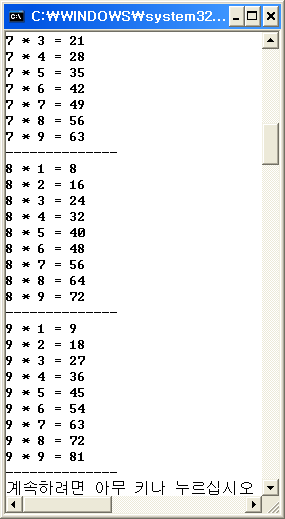 C:₩WINDOWS₩system32...
7 * 3 = 21
7 * 4 = 28
7 * 5 = 35
7 * 6 = 42
7 * 7 = 49
7 * 8 = 56
7 * 9 = 63
--------------
8 * 1 = 8
8 * 2 = 16
8 * 3 = 24
8 * 4 = 32
8 * 5 = 40
8 * 6 = 48
8 * 7 = 56
8 * 8 = 64
8 * 9 = 72
--------------
9 * 1 = 9
9 * 2 = 18
9 * 3 = 27
9 * 4 = 36
9 * 5 = 45
9 * 6 = 54
9 * 7 = 63
9 * 8 = 72
9 * 9 = 81
--------------
계속하려면 아무 키나 누르십시오